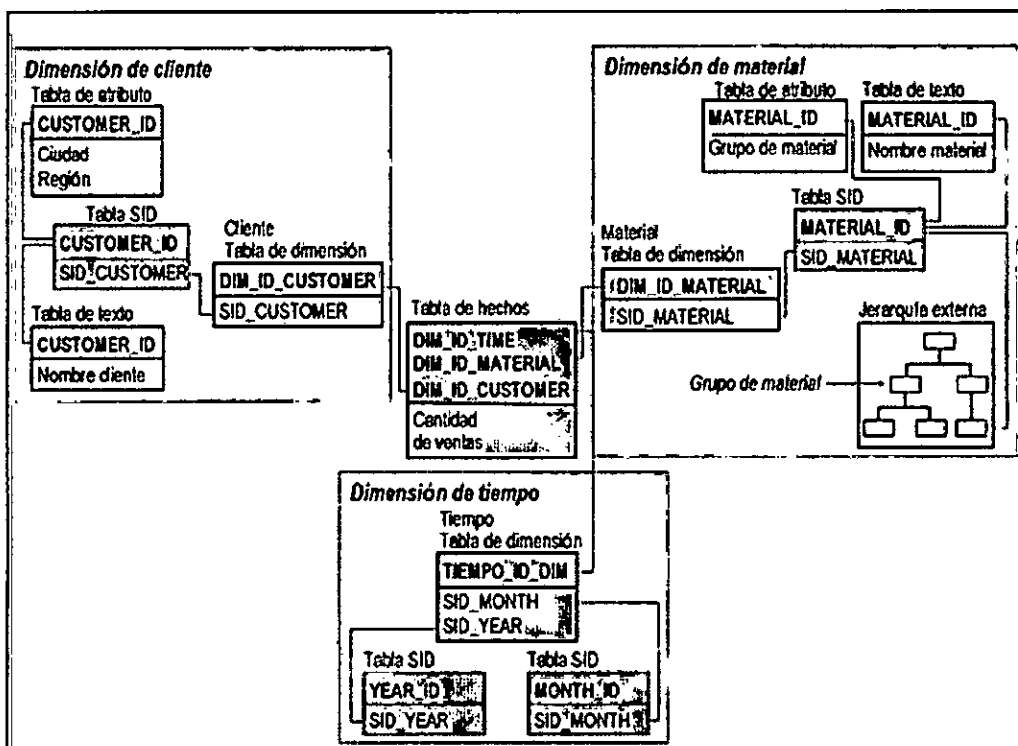 Dimensión de cliente
Tabla de atributo
CUSTOMER_ID
Ciudad
Región
Tabla SID
CUSTOMER_ID
SID_CUSTOMER
Tabla de texto
CUSTOMER_ID
Nombre cliente
Cliente
Tabla de dimensión
DIM_ID_CUSTOMER
SID_CUSTOMER
Tabla de hechos
DIM_ID_TIME
DIM_ID_MATERIAL
DIM_ID_CUSTOMER
Cantidad
de ventas
Dimensión de material
Tabla de atributo
MATERIAL_ID
Grupo de material
Tabla de texto
MATERIAL_ID
Nombre material
Tabla SID
MATERIAL_ID
SID_MATERIAL
Material
Tabla de dimensión
DIM_ID_MATERIAL
SID_MATERIAL
Jerarquía externa
Grupo de material
Dimensión de tiempo
Tiempo
Tabla de dimensión
TIEMPO_ID_DIM
SID_MONTH
SID_YEAR
Tabla SID
YEAR_ID
SID_YEAR
Tabla SID
MONTH_ID
SID_MONTH